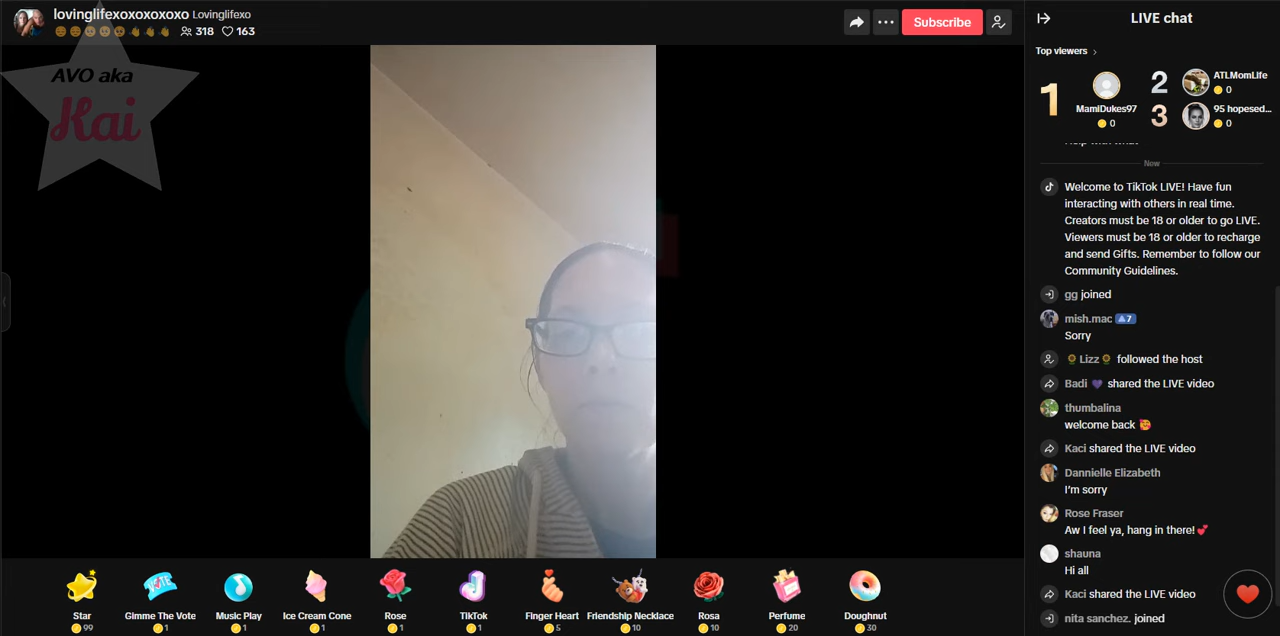 lovinglifexoxoxoxoxo Lovinglifexo
318 163
Subscribe
AVO aka
Kai
LIVE chat
Top viewers
1
MamiDukes97
0
2
ATLMomLife
0
3
95 hopesed...
0
Now
Welcome to TikTok LIVE! Have fun
interacting with others in real time.
Creators must be 18 or older to go LIVE.
Viewers must be 18 or older to recharge
and send Gifts. Remember to follow our
Community Guidelines.
gg joined
mish.mac 7
Sorry
🌻 Lizz 🌻 followed the host
Badi 💜 shared the LIVE video
thumbalina
welcome back 🥰
Kaci shared the LIVE video
Dannielle Elizabeth
I'm sorry
Rose Fraser
Aw I feel ya, hang in there! 💕
shauna
Hi all
Kaci shared the LIVE video
nita sanchez. joined
Star
99
Gimme The Vote
1
Music Play
1
Ice Cream Cone
1
Rose
1
TikTok
1
Finger Heart
5
Friendship Necklace
10
Rosa
10
Perfume
20
Doughnut
30